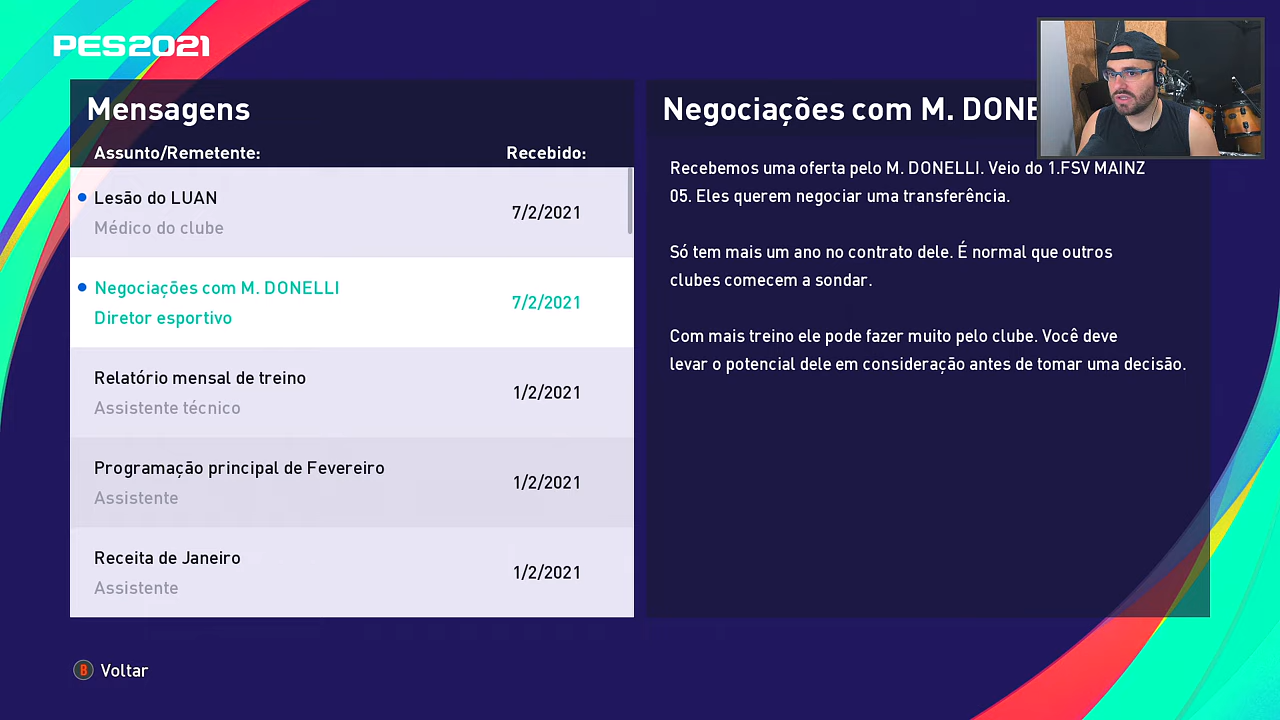 PES2021
Mensagens
Assunto/Remetente:
Recebido:
Lesão do LUAN
Médico do clube
7/2/2021
Negociações com M. DONELLI
Diretor esportivo
7/2/2021
Relatório mensal de treino
Assistente técnico
1/2/2021
Programação principal de Fevereiro
Assistente
1/2/2021
Receita de Janeiro
Assistente
1/2/2021
Negociações com M. DONE
Recebemos uma oferta pelo M. DONELLI. Veio do 1.FSV MAINZ
05. Eles querem negociar uma transferência.
Só tem mais um ano no contrato dele. É normal que outros
clubes comecem a sondar.
Com mais treino ele pode fazer muito pelo clube. Você deve
levar o potencial dele em consideração antes de tomar uma decisão.
B Voltar